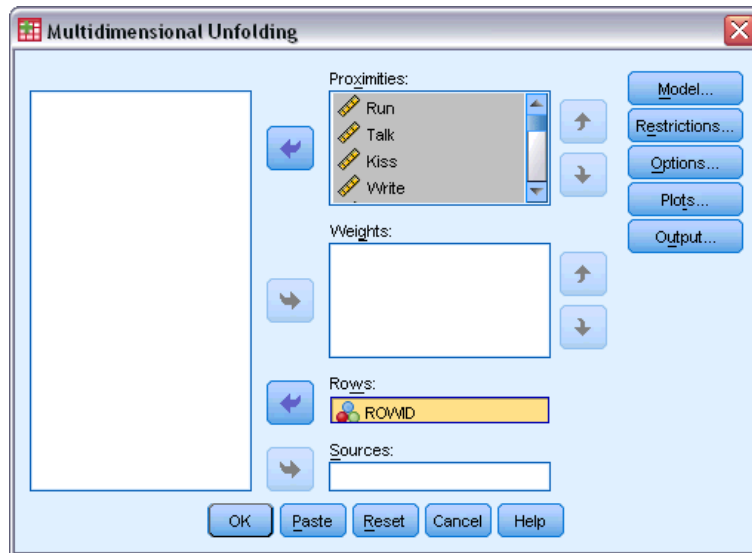 Multidimensional Unfolding
Proximities:
Run
Talk
Kiss
Write
Model...
Restrictions...
Options...
Plots...
Output...
Weights:
Rows:
ROWID
Sources:
OK
Paste
Reset
Cancel
Help